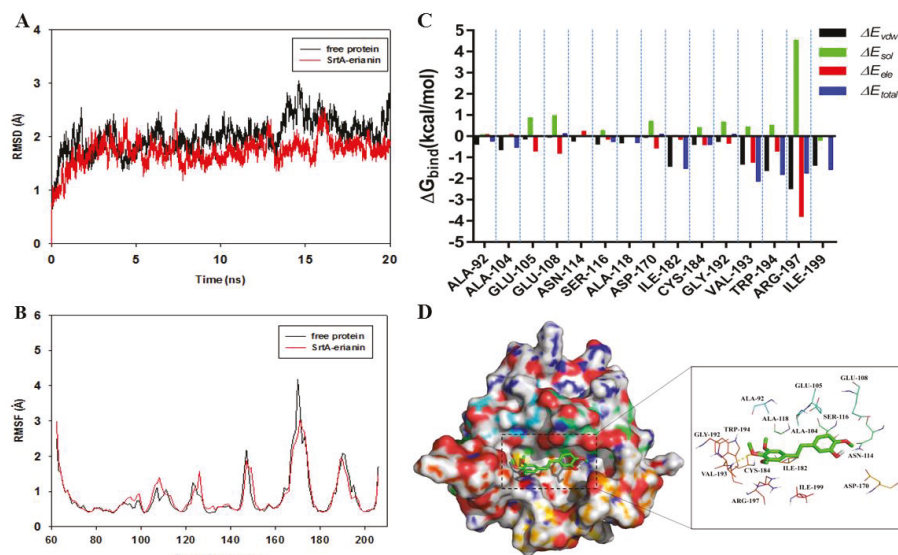 A
4
3
2
1
0
RMSD (Å)
free protein
SrtA-erianin
0
5
10
15
20
Time (ns)
B
6
5
4
3
2
1
0
RMSF (Å)
free protein
SrtA-erianin
60
80
100
120
140
160
180
200
C
5
4
3
2
1
0
-1
-2
-3
-4
-5
ΔGbind(kcal/mol)
ΔEvdw
ΔEsol
ΔEele
ΔEtotal
ALA-92
ALA-104
GLU-105
GLU-108
ASN-114
SER-116
ALA-118
ASP-170
ILE-182
CYS-184
GLY-192
VAL-193
TRP-194
ARG-197
ILE-199
D
GLU-105
GLU-108
ALA-92
ALA-118
SER-116
ALA-104
TRP-194
GLY-192
ASN-114
CYS-184
ILE-182
VAL-193
ARG-197
ILE-199
ASP-170